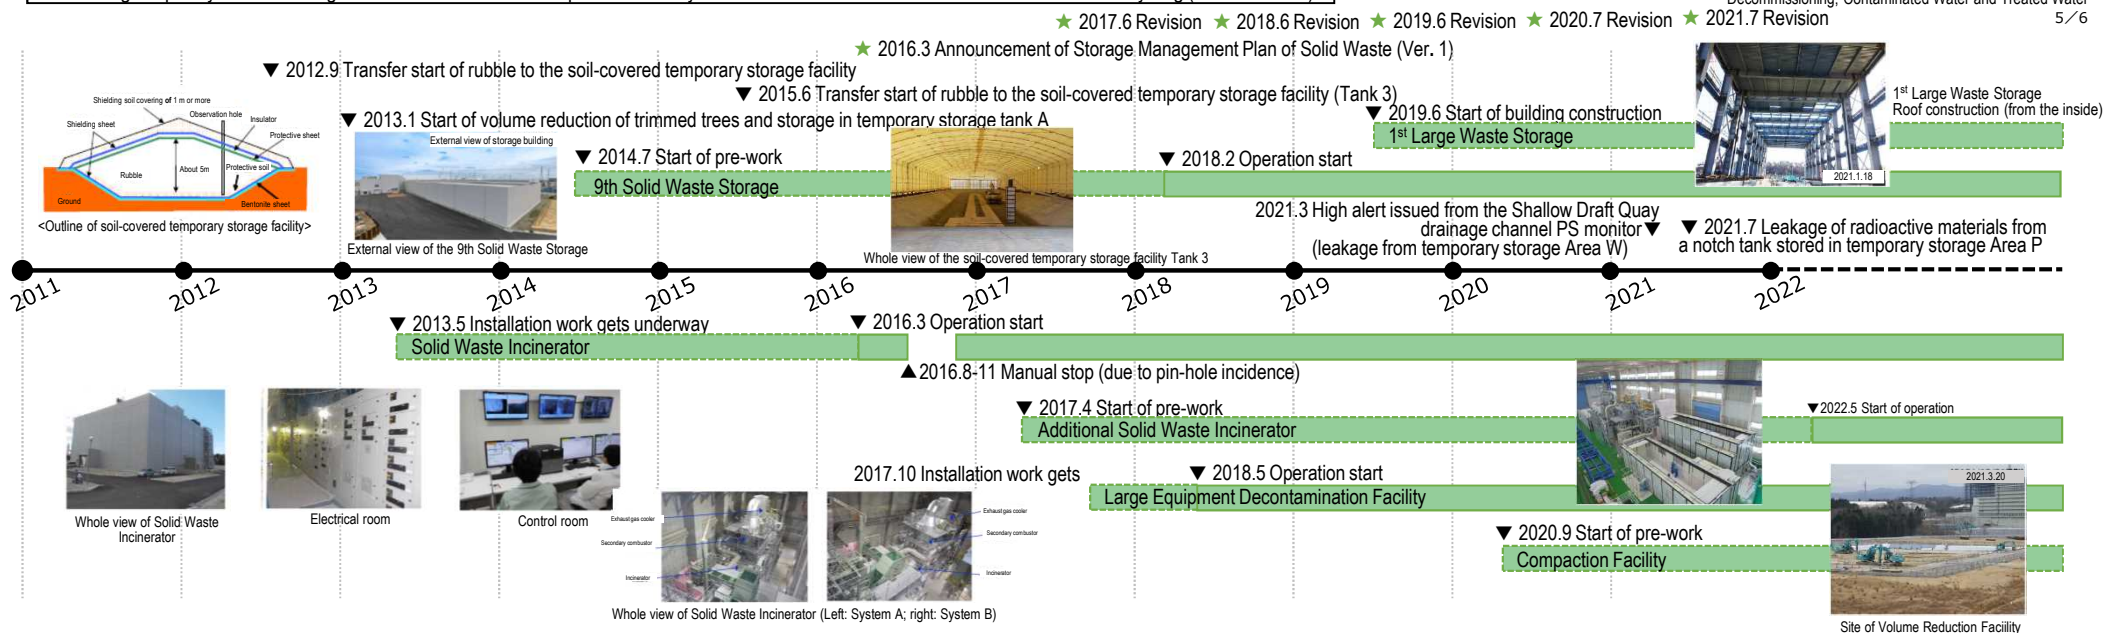 Decommissioning, Contaminated Water and Treated Water
5/6
★ 2017.6 Revision ★ 2018.6 Revision ★ 2019.6 Revision ★ 2020.7 Revision ★ 2021.7 Revision
★ 2016.3 Announcement of Storage Management Plan of Solid Waste (Ver. 1)
▼ 2012.9 Transfer start of rubble to the soil-covered temporary storage facility
▼ 2015.6 Transfer start of rubble to the soil-covered temporary storage facility (Tank 3)
▼ 2013.1 Start of volume reduction of trimmed trees and storage in temporary storage tank A
▼ 2019.6 Start of building construction
1st Large Waste Storage
1st Large Waste Storage
Roof construction (from the inside)
2021.1.18
Shielding soil covering of 1 m or more
Shielding sheet
Observation hole
Insulator
Protective sheet
Rubble
About 5m
Protective soil
Ground
Bentonite sheet
<Outline of soil-covered temporary storage facility>
External view of storage building
External view of the 9th Solid Waste Storage
▼ 2014.7 Start of pre-work
9th Solid Waste Storage
▼ 2018.2 Operation start
Whole view of the soil-covered temporary storage facility Tank 3
2021.3 High alert issued from the Shallow Draft Quay
drainage channel PS monitor ▼
(leakage from temporary storage Area W)
▼ 2021.7 Leakage of radioactive materials from
a notch tank stored in temporary storage Area P
2011 2012 2013 2014 2015 2016 2017 2018 2019 2020 2021 2022
▼ 2013.5 Installation work gets underway
Solid Waste Incinerator
▼ 2016.3 Operation start
▲ 2016.8-11 Manual stop (due to pin-hole incidence)
▼ 2017.4 Start of pre-work
Additional Solid Waste Incinerator
▼ 2022.5 Start of operation
2017.10 Installation work gets
▼ 2018.5 Operation start
Large Equipment Decontamination Facility
▼ 2020.9 Start of pre-work
Compaction Facility
2021.3.20
Site of Volume Reduction Faciility
Whole view of Solid Waste
Incinerator
Electrical room
Control room
Exhaust gas cooler
Secondary combustor
Incinerator
Exhaust gas cooler
Secondary combustor
Incinerator
Whole view of Solid Waste Incinerator (Left: System A; right: System B)